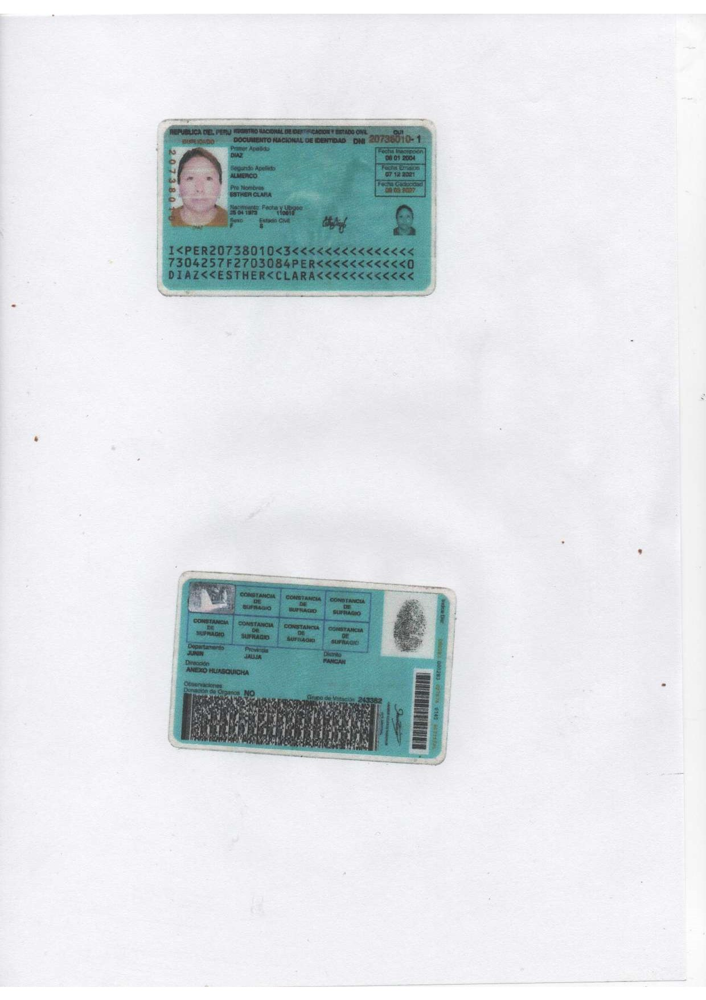 REPUBLICA DEL PERU REGISTRO NACIONAL DE IDENTIFICACION Y ESTADO CIVIL CUI
DUPLICADO DOCUMENTO NACIONAL DE IDENTIDAD DNI 20738010- 1
Primer Apellido
DIAZ
Segundo Apellido
ALMERCO
Pre Nombres
ESTHER CLARA
Nacimiento: Fecha y Ubigeo
25 04 1973
Sexo Estado Civil
F S
Fecha Inscripción
08 01 2004
Fecha Emisión
07 12 2021
Fecha Caducidad
08 03 2027
20738010
DIAZ
I<PER20738010<3<<<<<<<<<<<<<<<
7304257F2703084PER<<<<<<<<<<<0
DIAZ<<ESTHER<CLARA<<<<<<<<<<<<
CONSTANCIA DE SUFRAGIO
CONSTANCIA DE SUFRAGIO
CONSTANCIA DE SUFRAGIO
CONSTANCIA DE SUFRAGIO
CONSTANCIA DE SUFRAGIO
CONSTANCIA DE SUFRAGIO
CONSTANCIA DE SUFRAGIO
Departamento Provincia Distrito
JUNIN JAUJA PANCAN
Dirección
ANEXO HUASQUICHA
Observaciones
Donación de Organos NO Grupo de Votación 243382
Indice Der